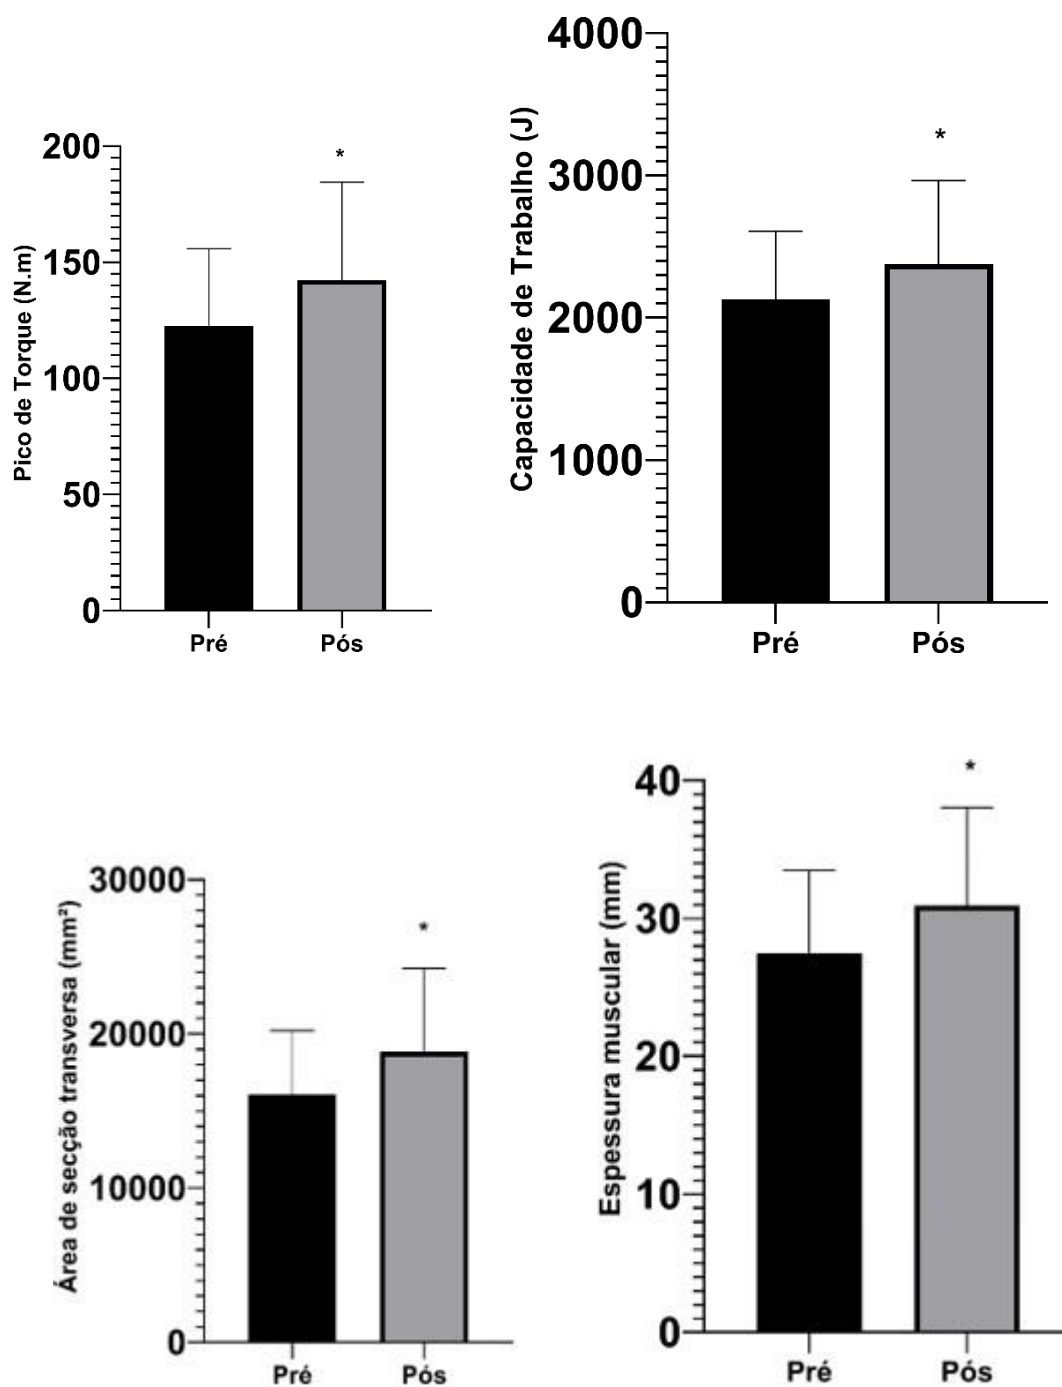 Pico de Torque (N.m)
200
150
100
50
0
*
Pré
Pós
Capacidade de Trabalho (J)
4000
3000
2000
1000
0
*
Pré
Pós
Área de secção transversa (mm²)
30000
20000
10000
0
*
Pré
Pós
Espessura muscular (mm)
40
30
20
10
0
*
Pré
Pós